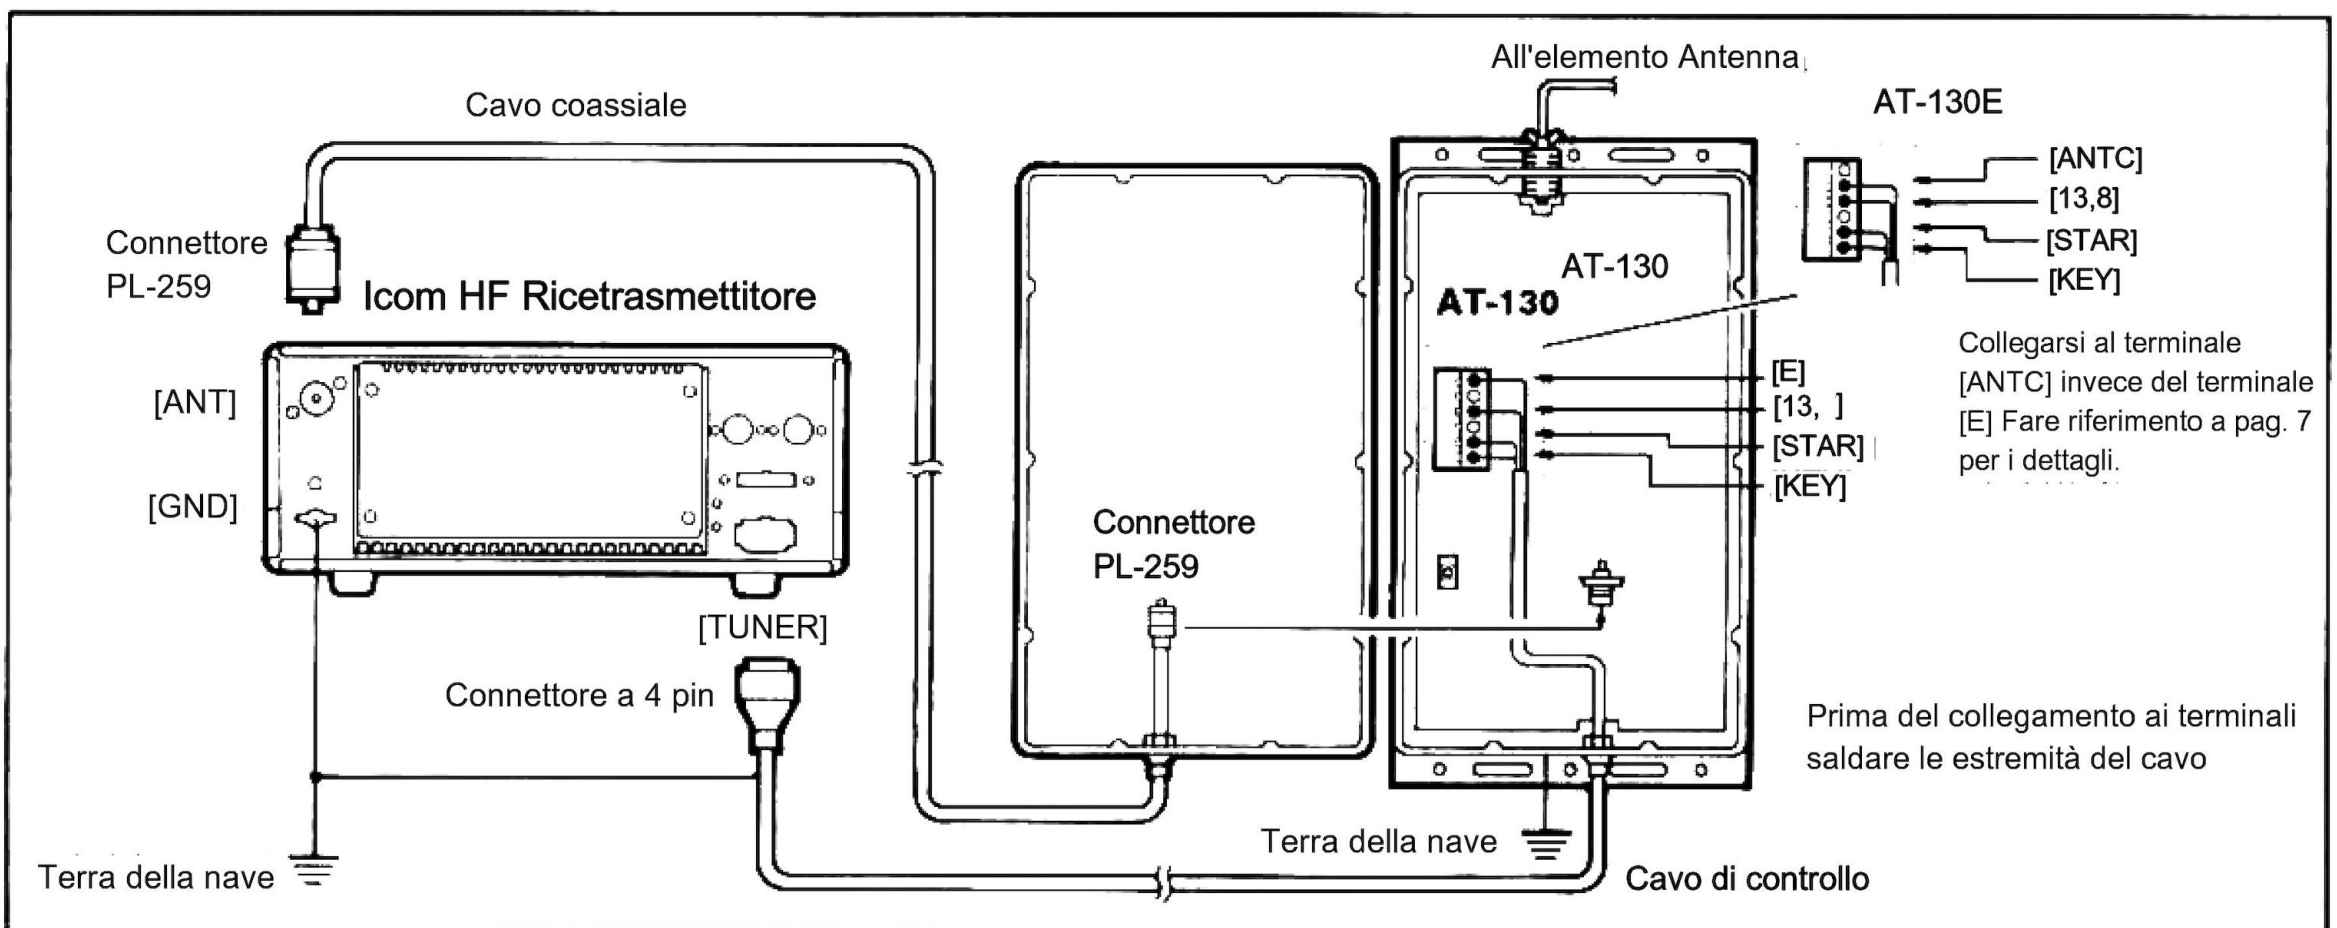 All'elemento Antenna
Cavo coassiale
AT-130E
[ANTC]
[13,8]
[STAR]
[KEY]
Connettore
PL-259
Icom HF Ricetrasmettitore
AT-130
AT-130
Collegarsi al terminale
[ANTC] invece del terminale
[E] Fare riferimento a pag. 7
per i dettagli.
[E]
[13, ]
[STAR]
[KEY]
[ANT]
[GND]
Connettore
PL-259
[TUNER]
Connettore a 4 pin
Prima del collegamento ai terminali
saldare le estremità del cavo
Terra della nave
Terra della nave
Cavo di controllo